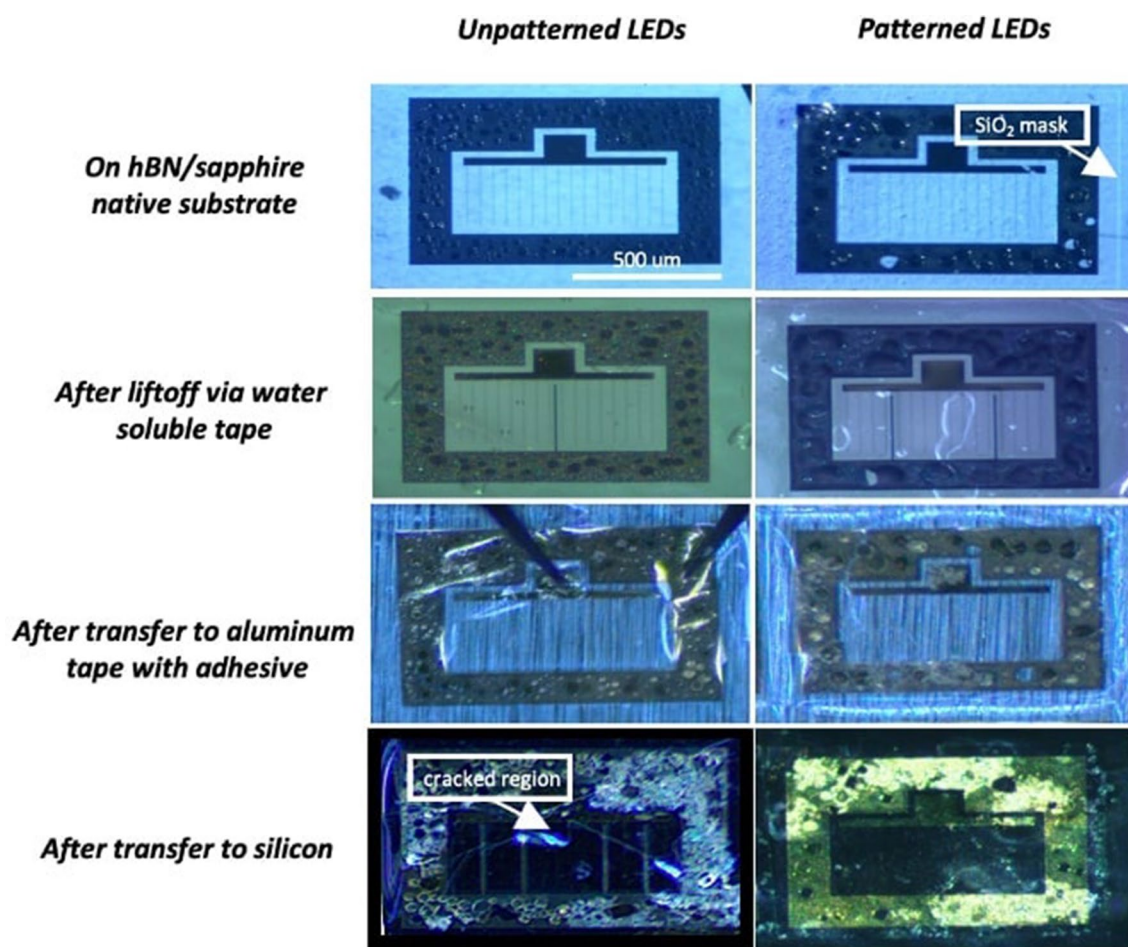 Unpatterned LEDs
Patterned LEDs
On hBN/sapphire
native substrate
SiO₂ mask
500 um
After liftoff via water
soluble tape
After transfer to aluminum
tape with adhesive
cracked region
After transfer to silicon